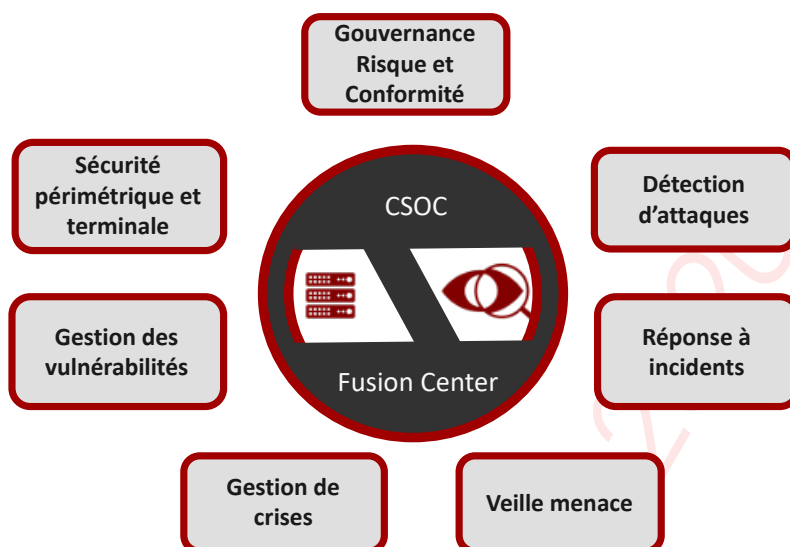 Gouvernance
Risque et
Conformité
Sécurité
périmétrique et
terminale
Détection
d’attaques
CSOC
Gestion des
vulnérabilités
Réponse à
incidents
Fusion Center
Gestion de
crises
Veille menace